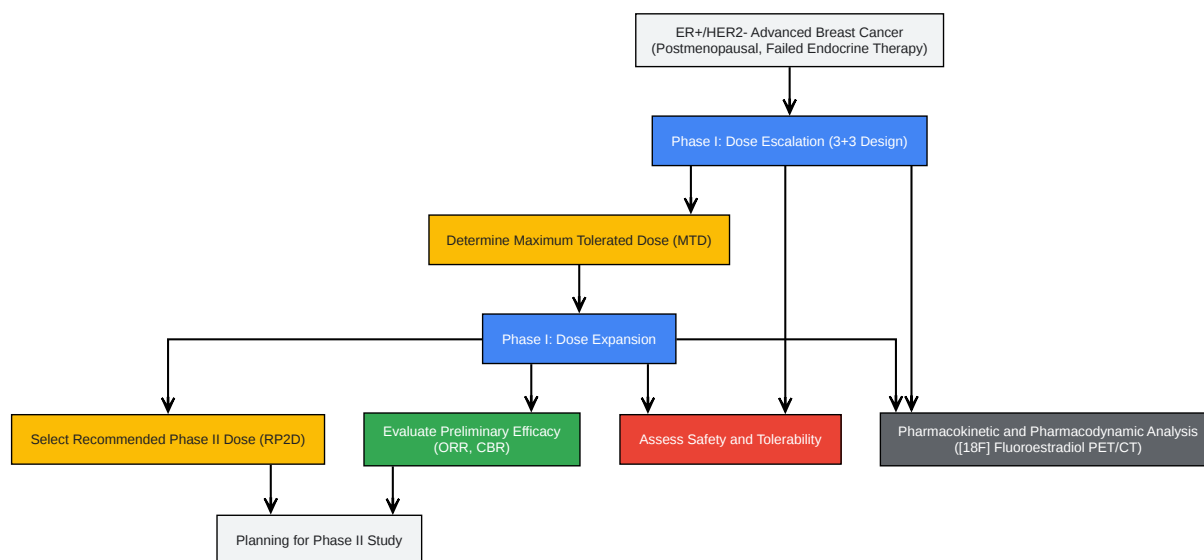 ER+/HER2- Advanced Breast Cancer
(Postmenopausal, Failed Endocrine Therapy)
Phase I: Dose Escalation (3+3 Design)
Determine Maximum Tolerated Dose (MTD)
Phase I: Dose Expansion
Select Recommended Phase II Dose (RP2D)
Evaluate Preliminary Efficacy
(ORR, CBR)
Assess Safety and Tolerability
Pharmacokinetic and Pharmacodynamic Analysis
([18F] Fluoroestradiol PET/CT)
Planning for Phase II Study